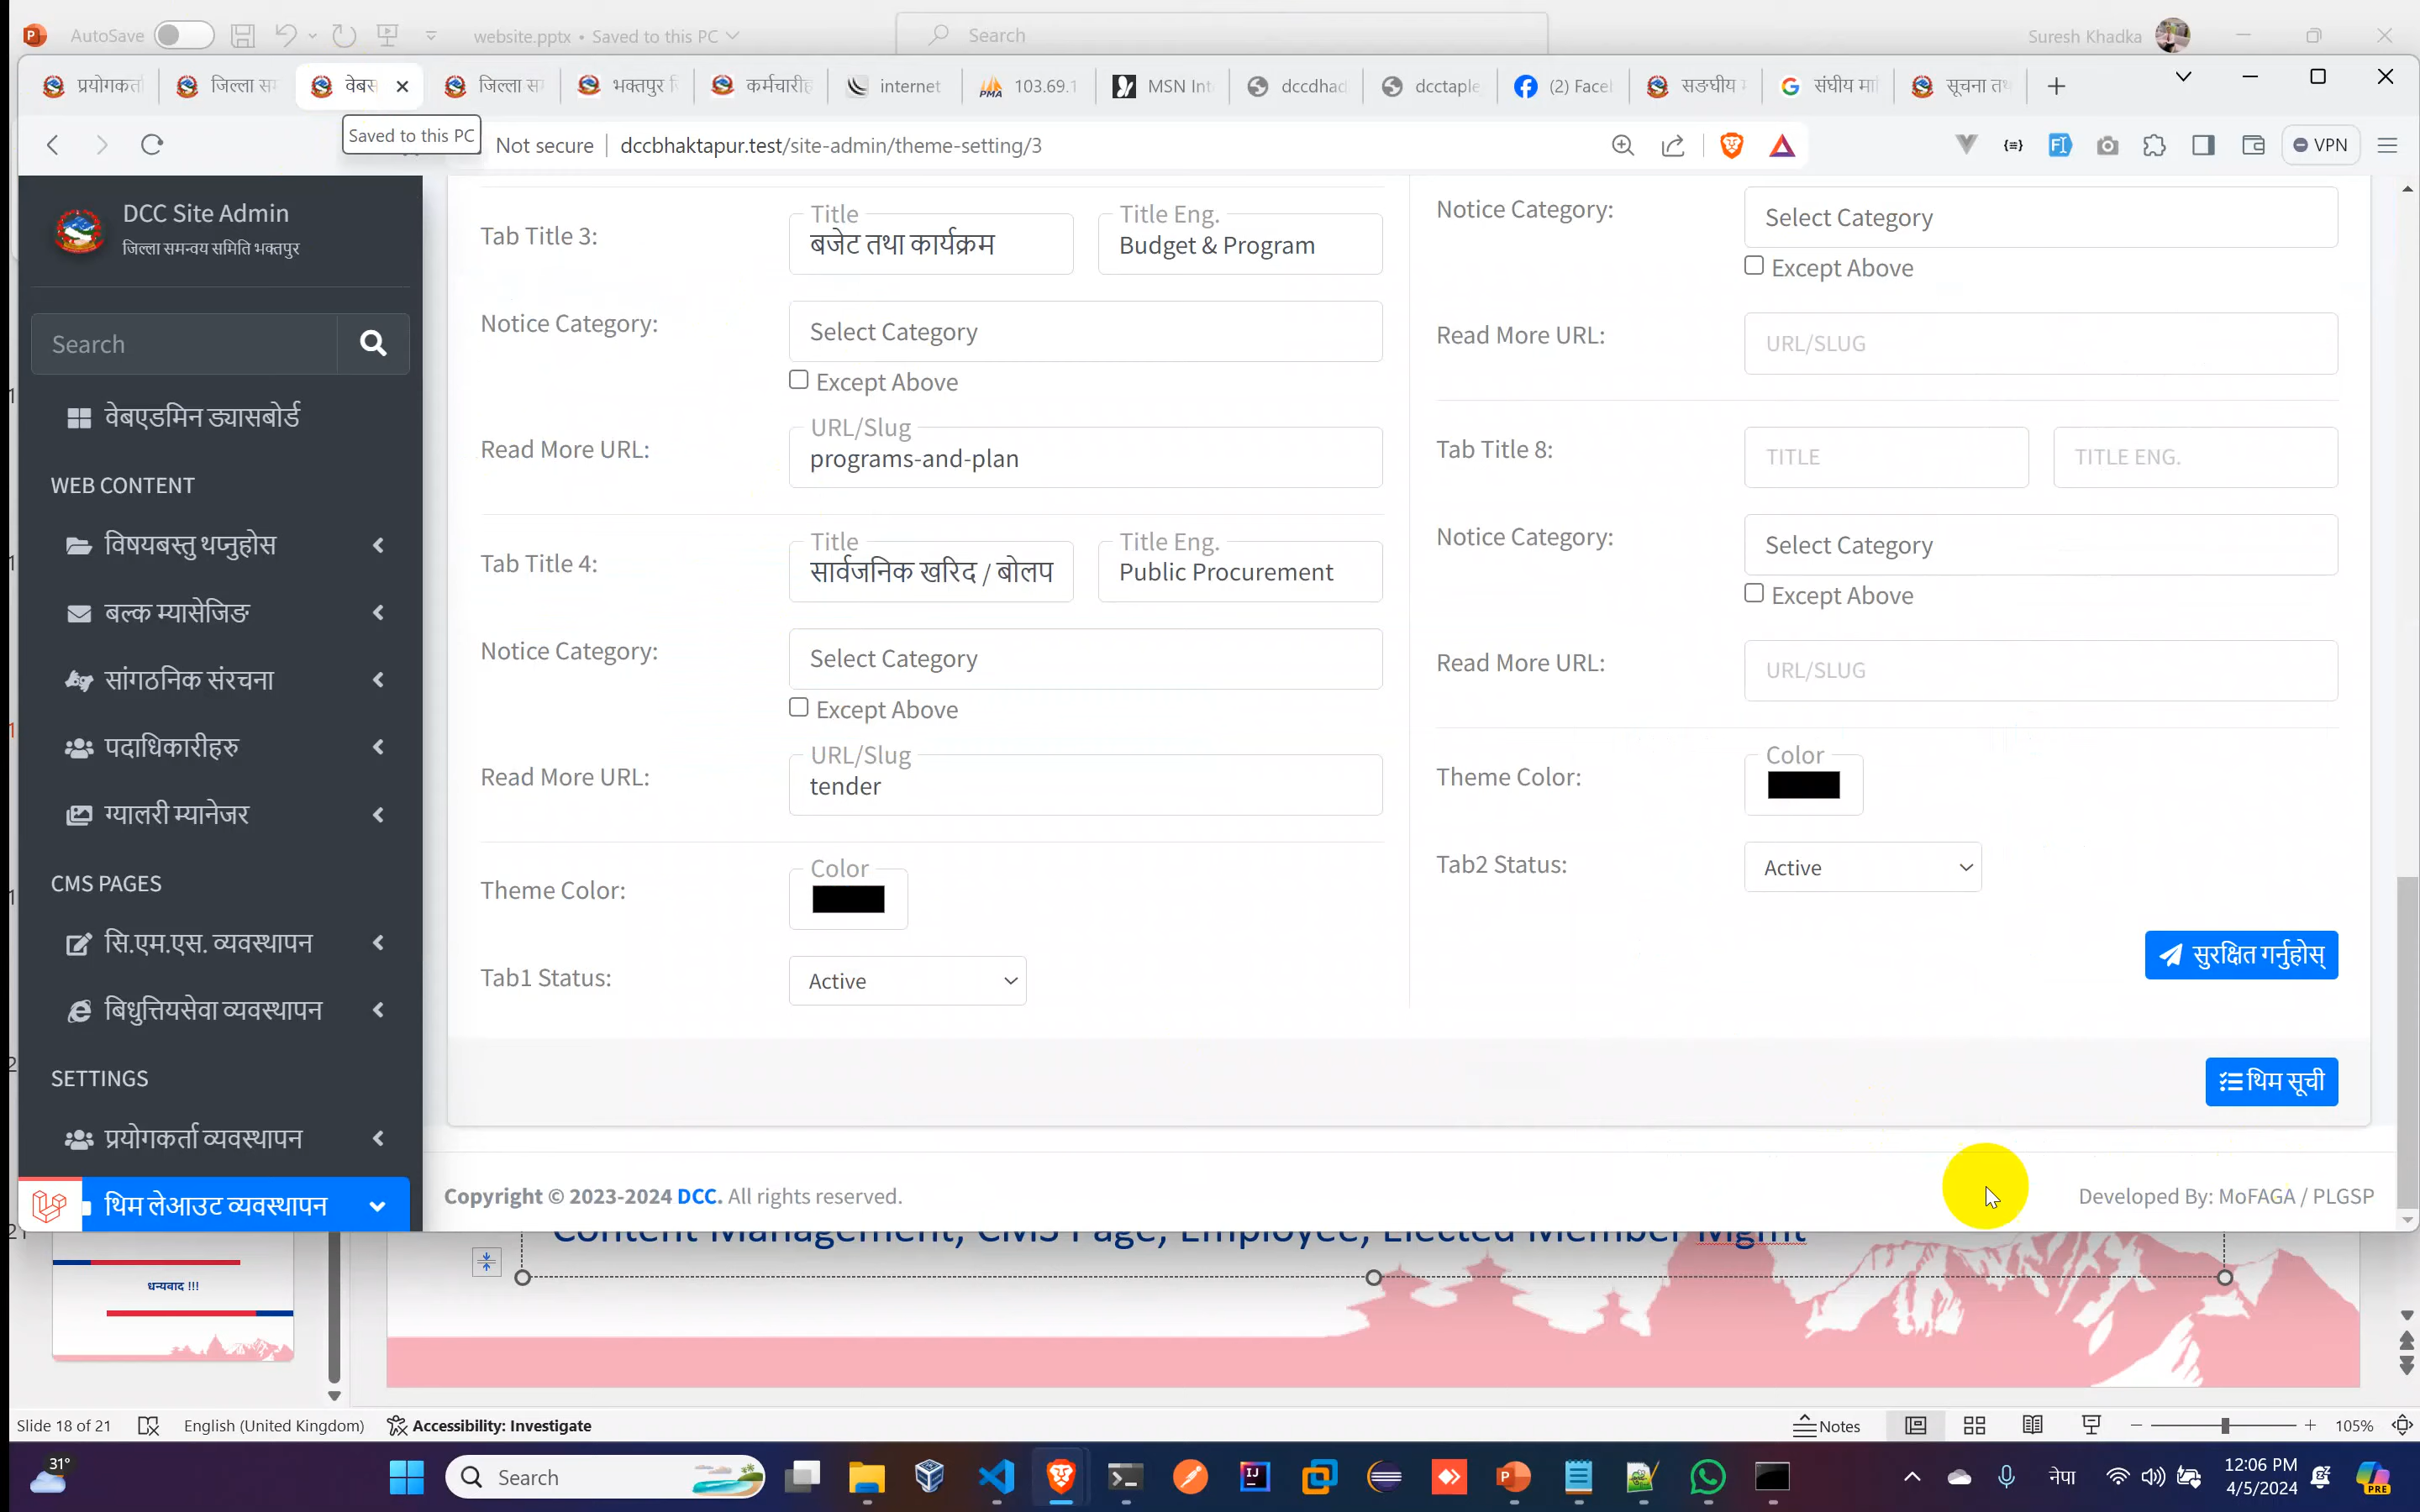 AutoSave
website.pptx • Saved to this PC
Search
Suresh Khadka
जिल्ला
internet
103.69.1
MSN Int
dccdhad
dcctaple
(2) Facel
Saved to this PC
Not secure
dccbhaktapur.test/site-admin/theme-setting/3
VPN
DCC Site Admin
जिल्ला समन्वय समिति भक्तपुर
Search
वेबएडमिन ड्यासबोर्ड
WEB CONTENT
विषयबस्तु थप्नुहोस
बल्क म्यासेजिङ
सांगठनिक संरचना
पदाधिकारीहरु
ग्यालरी म्यानेजर
CMS PAGES
सि.एम.एस. व्यवस्थापन
बिधुत्तियसेवा व्यवस्थापन
SETTINGS
प्रयोगकर्ता व्यवस्थापन
थिम लेआउट व्यवस्थापन
Tab Title 3:
Title
बजेट तथा कार्यक्रम
Title Eng.
Budget & Program
Notice Category:
Select Category
Except Above
Read More URL:
URL/Slug
programs-and-plan
Tab Title 4:
Title
सार्वजनिक खरिद / बोलप
Title Eng.
Public Procurement
Notice Category:
Select Category
Except Above
Read More URL:
URL/Slug
tender
Theme Color:
Color
Tab1 Status:
Active
Notice Category:
Select Category
Except Above
Read More URL:
URL/SLUG
Tab Title 8:
TITLE
TITLE ENG.
Notice Category:
Select Category
Except Above
Read More URL:
URL/SLUG
Theme Color:
Color
Tab2 Status:
Active
सुरक्षित गर्नुहोस्
थिम सूची
Copyright © 2023-2024 DCC. All rights reserved.
Developed By: MoFAGA / PLGSP
Content Management, CMS Page, Employee, Elected Member Mgmt
धन्यवाद !!!
Slide 18 of 21
English (United Kingdom)
Accessibility: Investigate
Notes
105%
31°
Search
नेपा
12:06 PM
4/5/2024